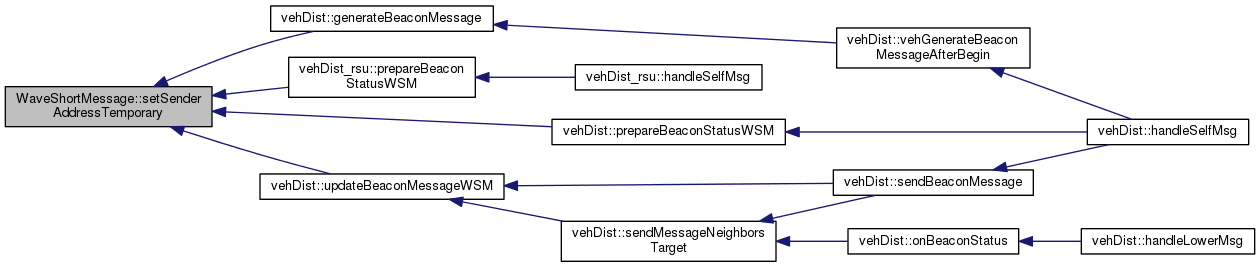 vehDist::generateBeaconMessage
vehDist::vehGenerateBeacon
MessageAfterBegin
vehDist_rsu::prepareBeacon
StatusWSM
vehDist_rsu::handleSelfMsg
WaveShortMessage::setSender
AddressTemporary
vehDist::prepareBeaconStatusWSM
vehDist::handleSelfMsg
vehDist::updateBeaconMessageWSM
vehDist::sendBeaconMessage
vehDist::sendMessageNeighbors
Target
vehDist::onBeaconStatus
vehDist::handleLowerMsg